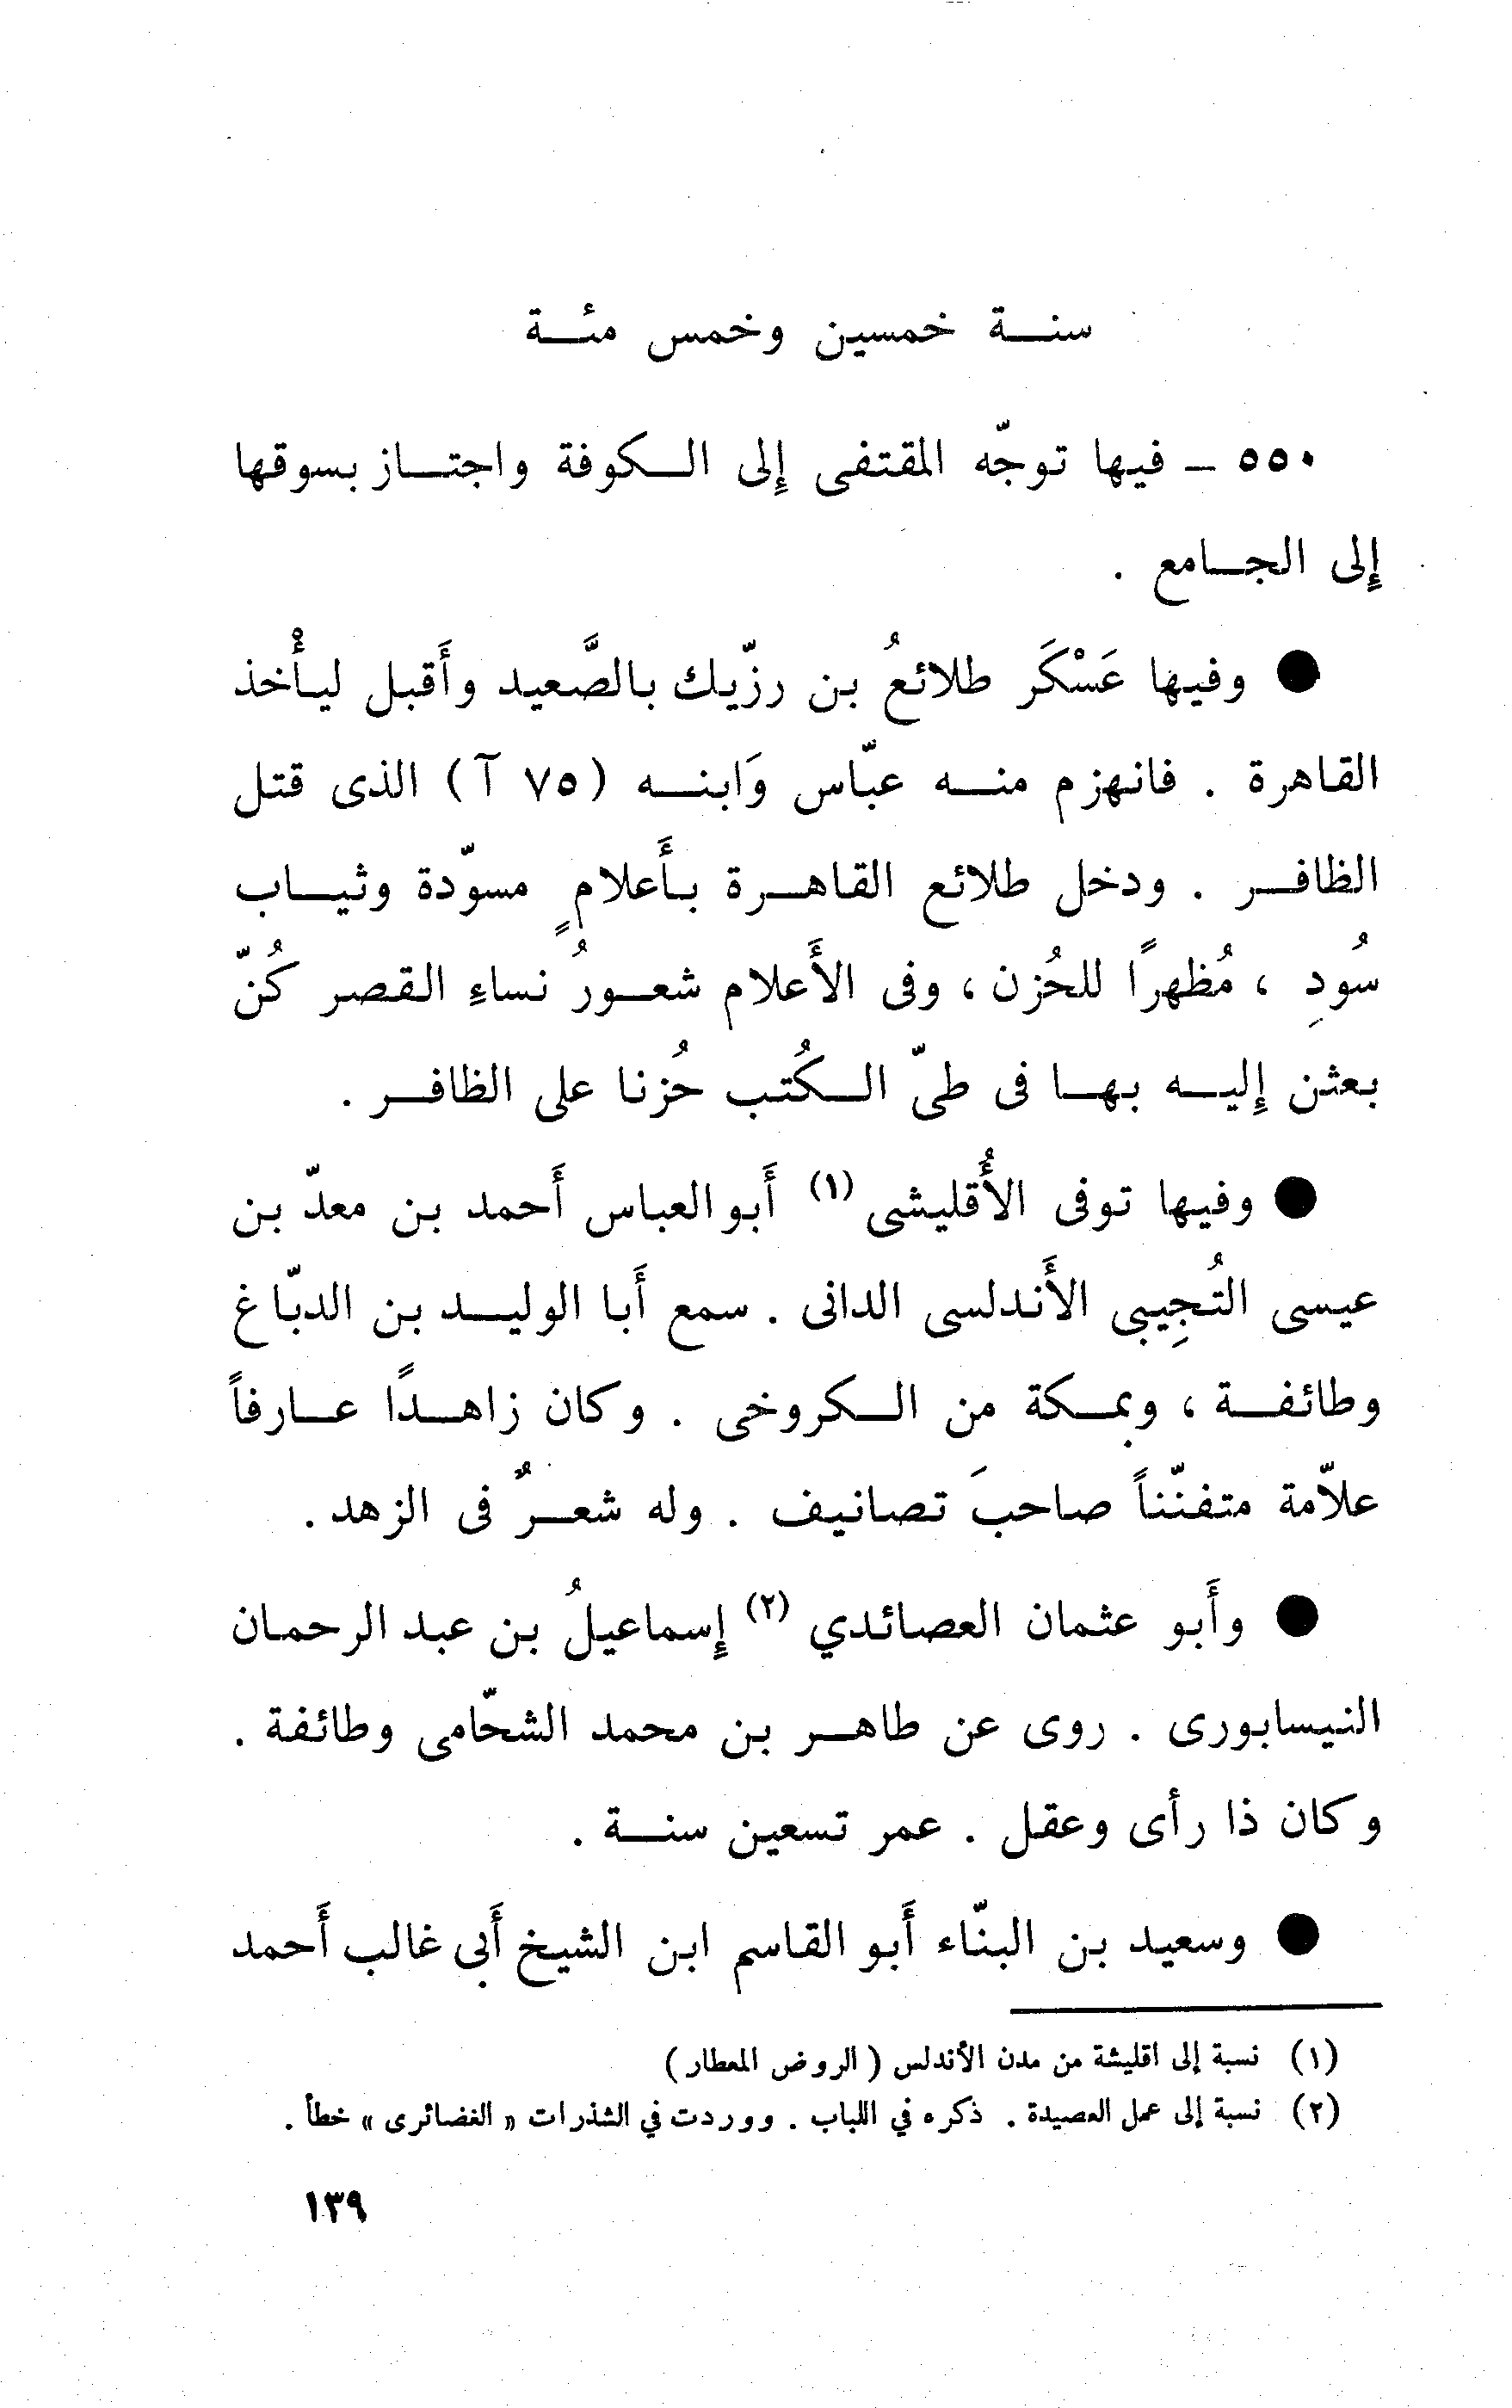 سنة خمسين وخمس مئة
٥٥٠ – فيها توجّه المقتفى إلى الكوفة واجتاز بسوقها
إلى الجامع .
● وفيها عَسْكَر طلائعُ بن رزّيك بالصَّعيد وأَقبل ليأْخذ
القاهرة . فانهزم منه عبّاس وَابنه (٧٥ آ) الذى قتل
الظافر . ودخل طلائع القاهرة بأَعلامٍ مسوّدة وثياب
سُودِ ، مُظهرًا للحُزن ، وفى الأَعلام شعورُ نساءِ القصر كُنّ
بعثن إِليه بها فى طىّ الكُتب حُزنا على الظافر .
● وفيها توفى الأُقليشى (١) أَبو العباس أَحمد بن معدّ بن
عيسى التُجِيبى الأَندلسى الدانى . سمع أَبا الوليد بن الدبّاغ
وطائفة ، وبمكة من الكروخى . وكان زاهدًا عارفاً
علاّمة متفنّناً صاحبَ تصانيف . وله شعرٌ فى الزهد .
● وأَبو عثمان العصائدي (٢) إسماعيلُ بن عبد الرحمان
النيسابورى . روى عن طاهر بن محمد الشحّامى وطائفة .
وكان ذا رأى وعقل . عمر تسعين سنة .
● وسعيد بن البنّاء أَبو القاسم ابن الشيخ أَبى غالب أَحمد
(١) نسبة إلى اقليشة من مدن الأندلس ( الروض المعطار )
(٢) نسبة إلى عمل العصيدة . ذكره في اللباب . ووردت في الشذرات « الغضائرى » خطأ .
١٣٩